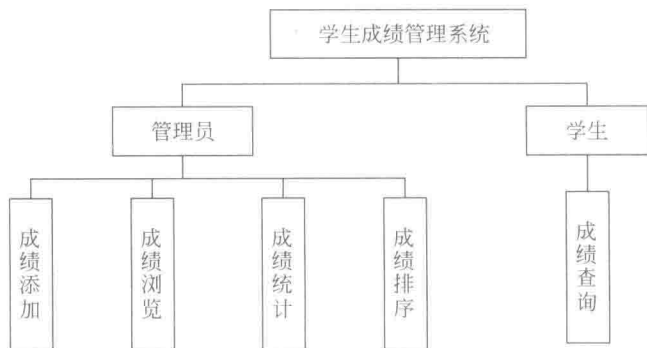 学生成绩管理系统
管理员
学生
成绩添加
成绩浏览
成绩统计
成绩排序
成绩查询